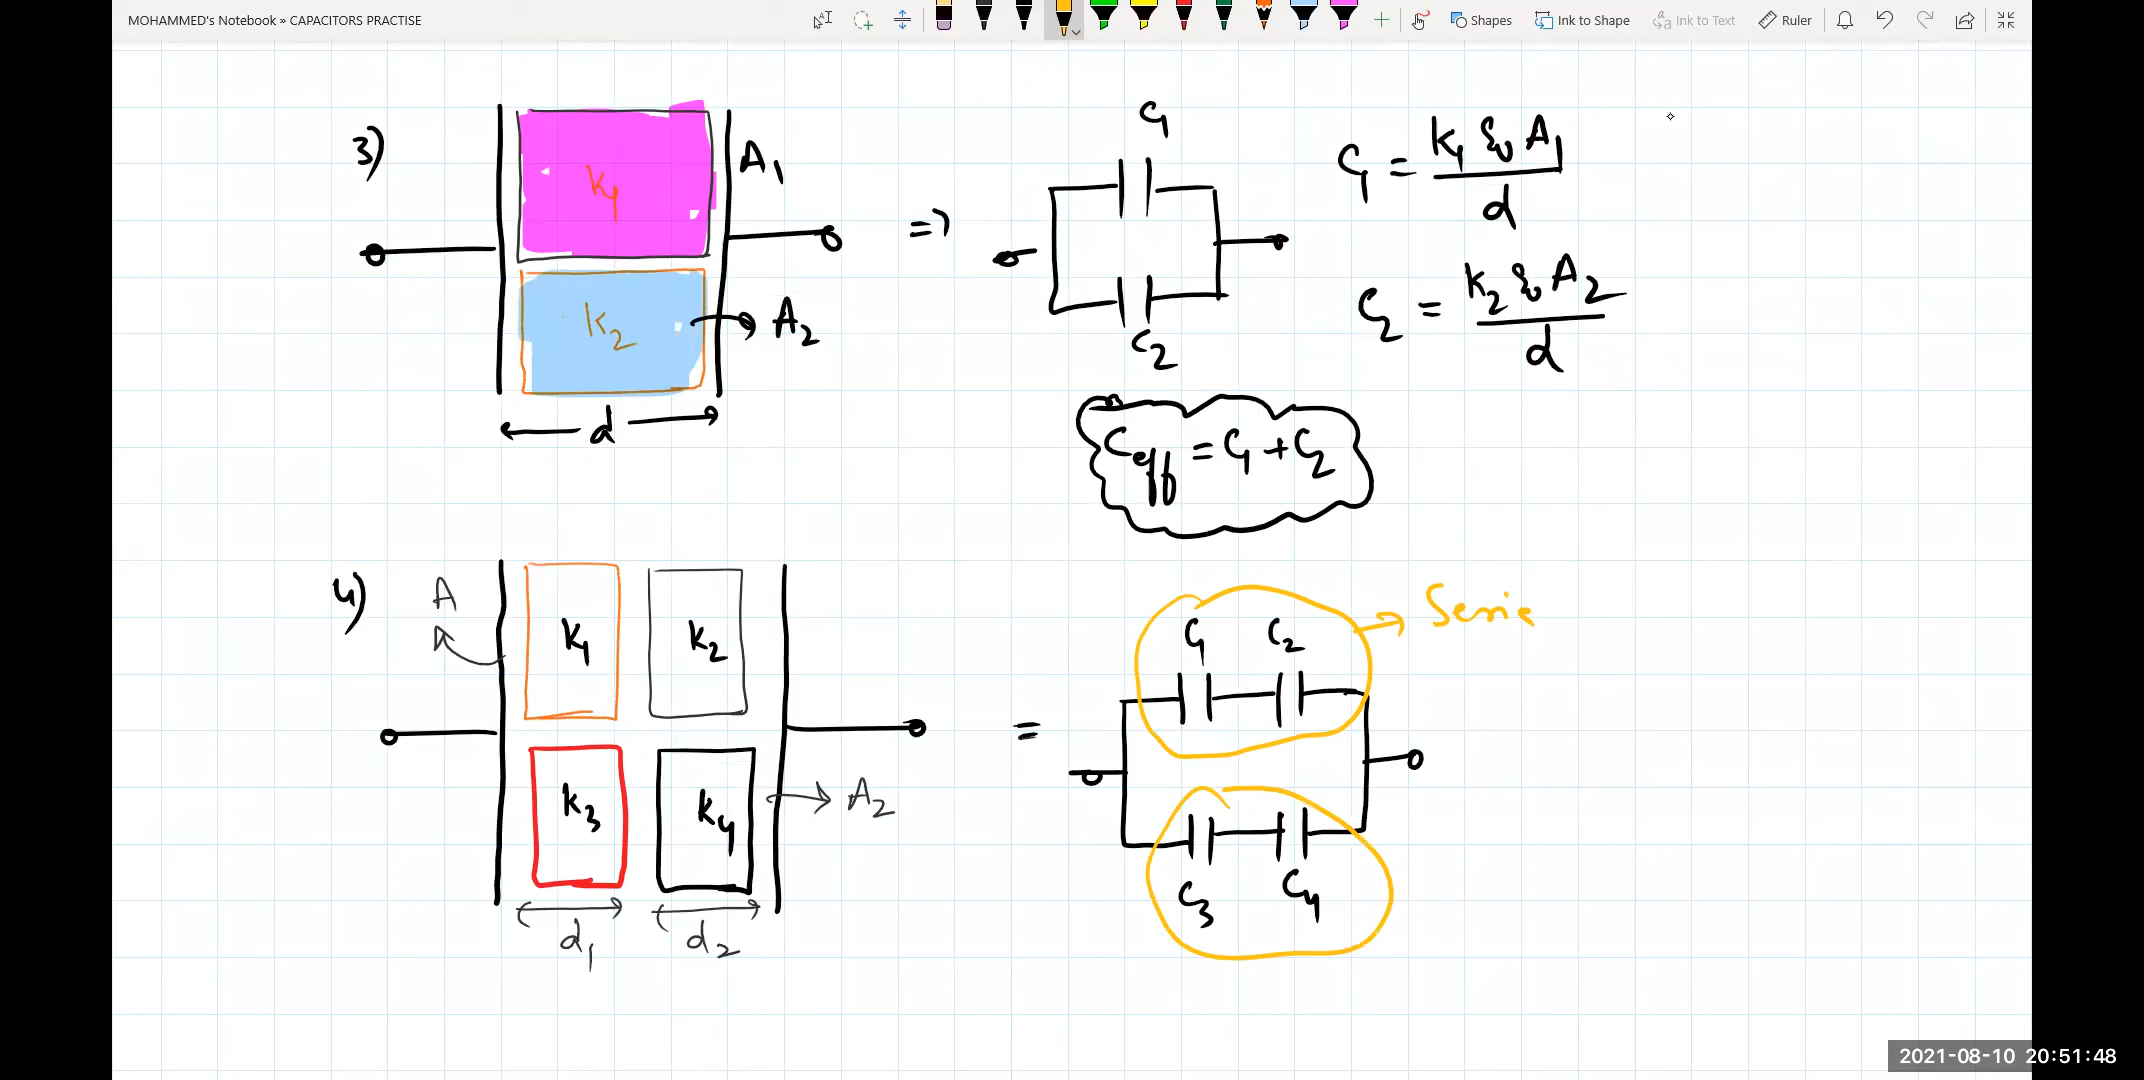 MOHAMMED's Notebook » CAPACITORS PRACTISE
Shapes
Ink to Shape
Ink to Text
Ruler
3)
K1
A1
K2
A2
d
=>
C1
C2
C1 = K1 ε0 A1 / d
C2 = K2 ε0 A2 / d
Ceff = C1 + C2
4)
A
K1
K2
K3
K4
A2
d1
d2
=
C1 C2
Serie
C3 C4
2021-08-10 20:51:48